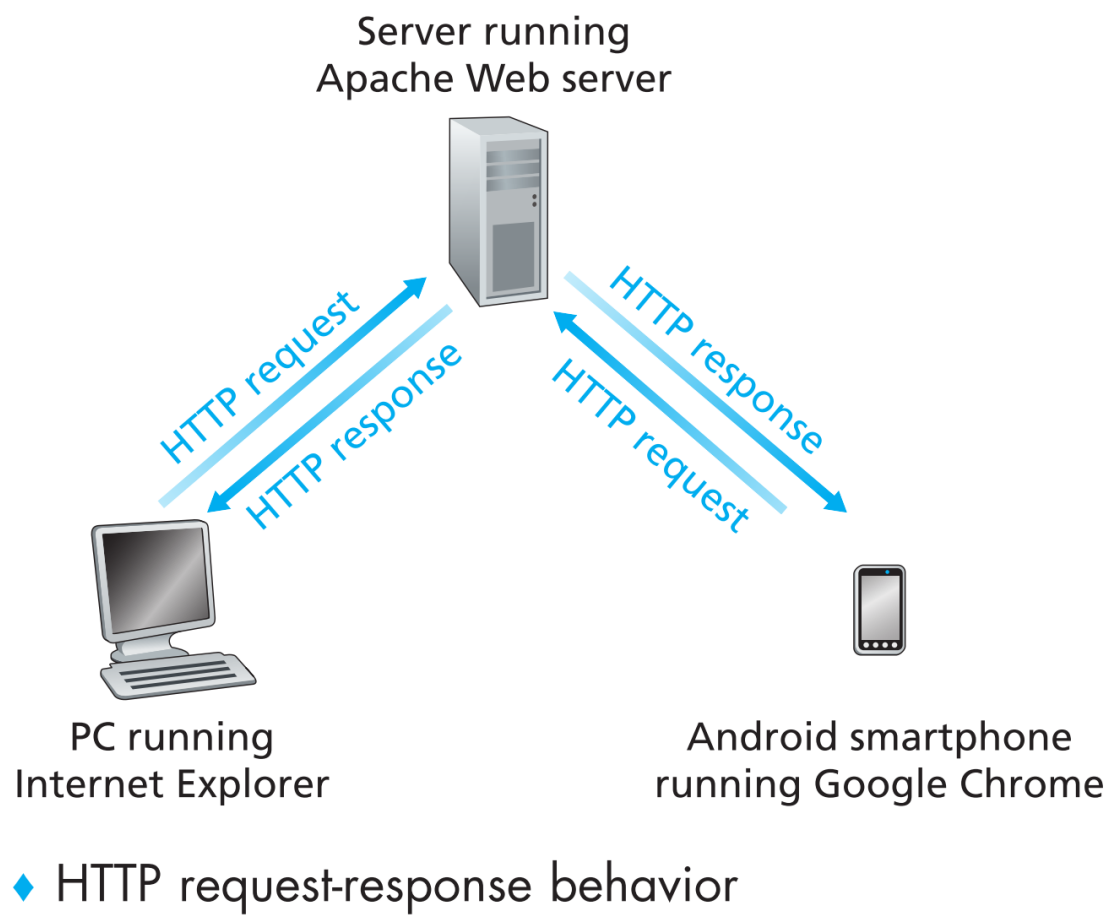 Server running
Apache Web server
HTTP request
HTTP response
HTTP response
HTTP request
PC running
Internet Explorer
Android smartphone
running Google Chrome
♦ HTTP request-response behavior